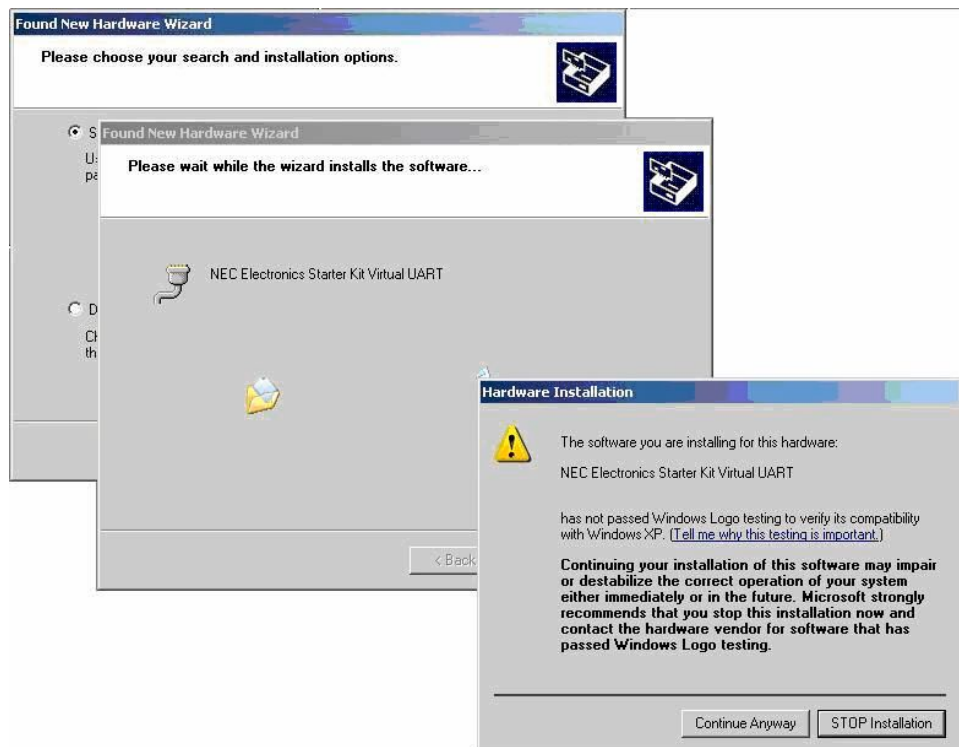 Found New Hardware Wizard
Please choose your search and installation options.
S
pa
D
th
Found New Hardware Wizard
Please wait while the wizard installs the software...
NEC Electronics Starter Kit Virtual UART
< Back
Hardware Installation
The software you are installing for this hardware:
NEC Electronics Starter Kit Virtual UART
has not passed Windows Logo testing to verify its compatibility
with Windows XP. (Tell me why this testing is important.)
Continuing your installation of this software may impair
or destabilize the correct operation of your system
either immediately or in the future. Microsoft strongly
recommends that you stop this installation now and
contact the hardware vendor for software that has
passed Windows Logo testing.
Continue Anyway
STOP Installation